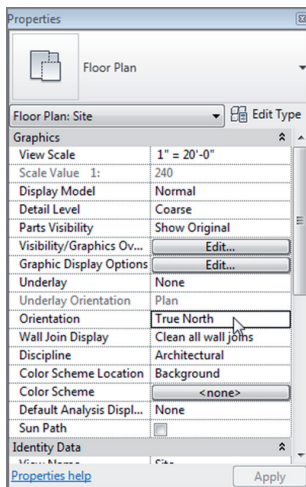 Properties
Floor Plan
Floor Plan: Site Edit Type
Graphics
View Scale 1" = 20'-0"
Scale Value 1: 240
Display Model Normal
Detail Level Coarse
Parts Visibility Show Original
Visibility/Graphics Ov... Edit...
Graphic Display Options Edit...
Underlay None
Underlay Orientation Plan
Orientation True North
Wall Join Display Clean all wall joins
Discipline Architectural
Color Scheme Location Background
Color Scheme <none>
Default Analysis Displ... None
Sun Path
Identity Data
View Name Site
Properties help Apply